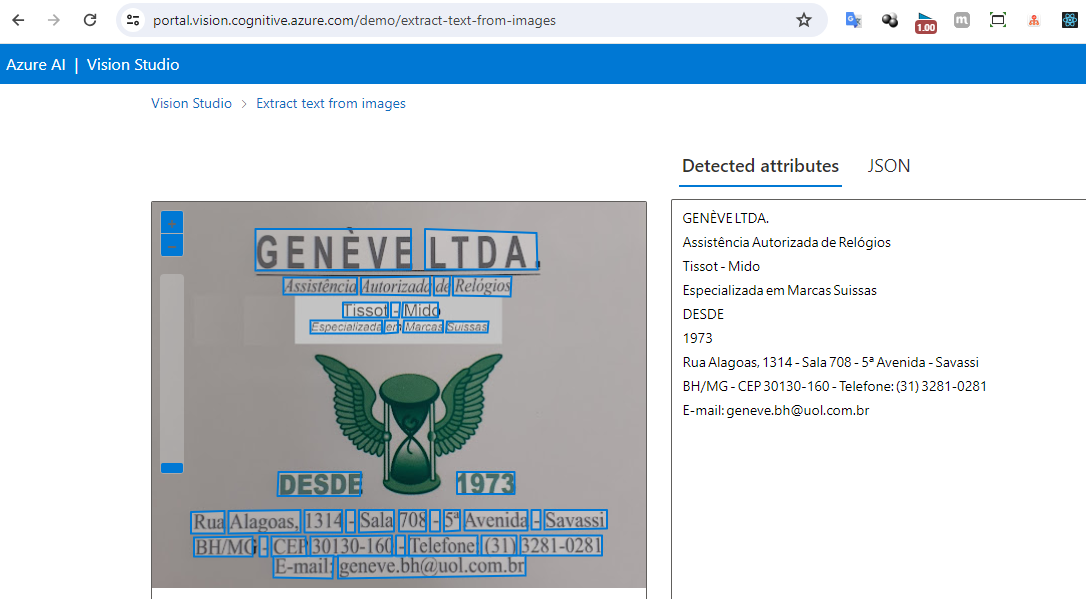 portal.vision.cognitive.azure.com/demo/extract-text-from-images
1.00
Azure AI | Vision Studio
Vision Studio > Extract text from images
Detected attributes
JSON
GENÈVE LTDA.
Assistência Autorizada de Relógios
Tissot - Mido
Especializada em Marcas Suissas
DESDE 1973
Rua Alagoas, 1314 - Sala 708 - 5ª Avenida - Savassi
BH/MG - CEP 30130-160 - Telefone: (31) 3281-0281
E-mail: geneve.bh@uol.com.br
GENÈVE LTDA.
Assistência Autorizada de Relógios
Tissot - Mido
Especializada em Marcas Suissas
DESDE
1973
Rua Alagoas, 1314 - Sala 708 - 5ª Avenida - Savassi
BH/MG - CEP 30130-160 - Telefone: (31) 3281-0281
E-mail: geneve.bh@uol.com.br